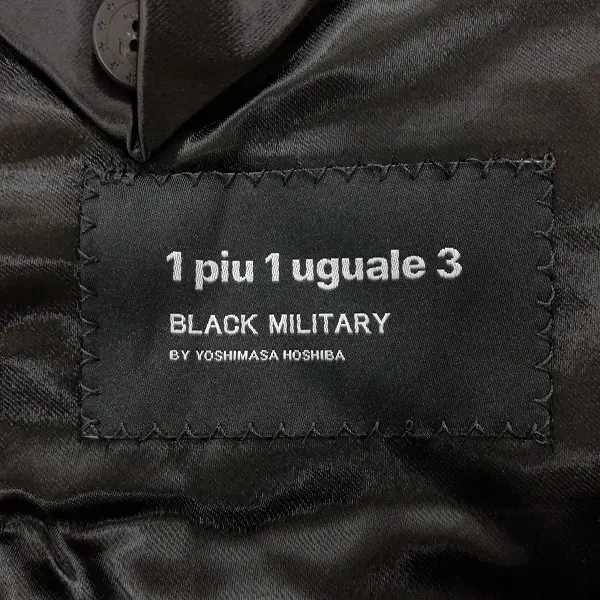 1 piu 1 uguale 3
BLACK MILITARY
BY YOSHIMASA HOSHIBA